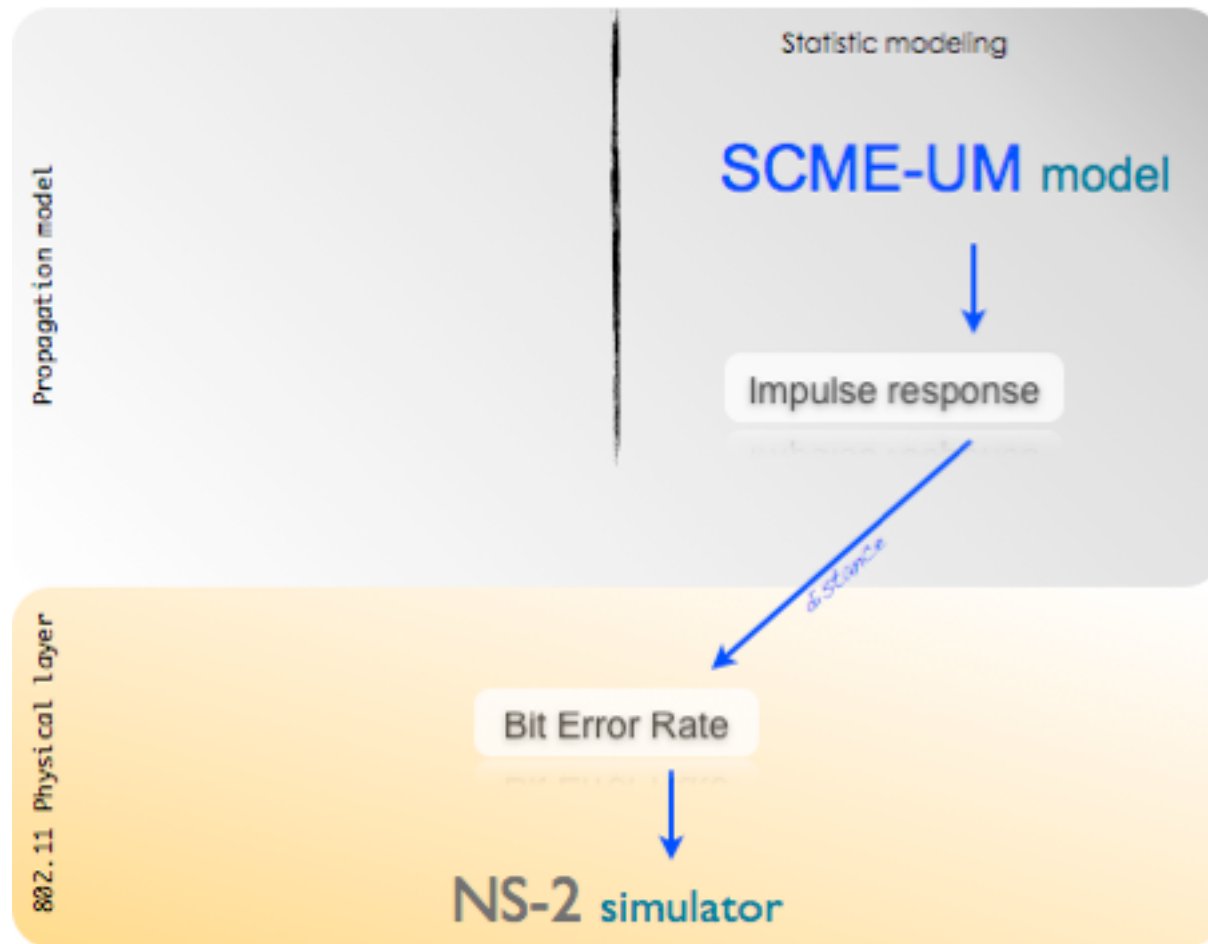 Statistic modeling
SCME-UM model
Propagation model
Impulse response
distance
802.11 Physical layer
Bit Error Rate
NS-2 simulator